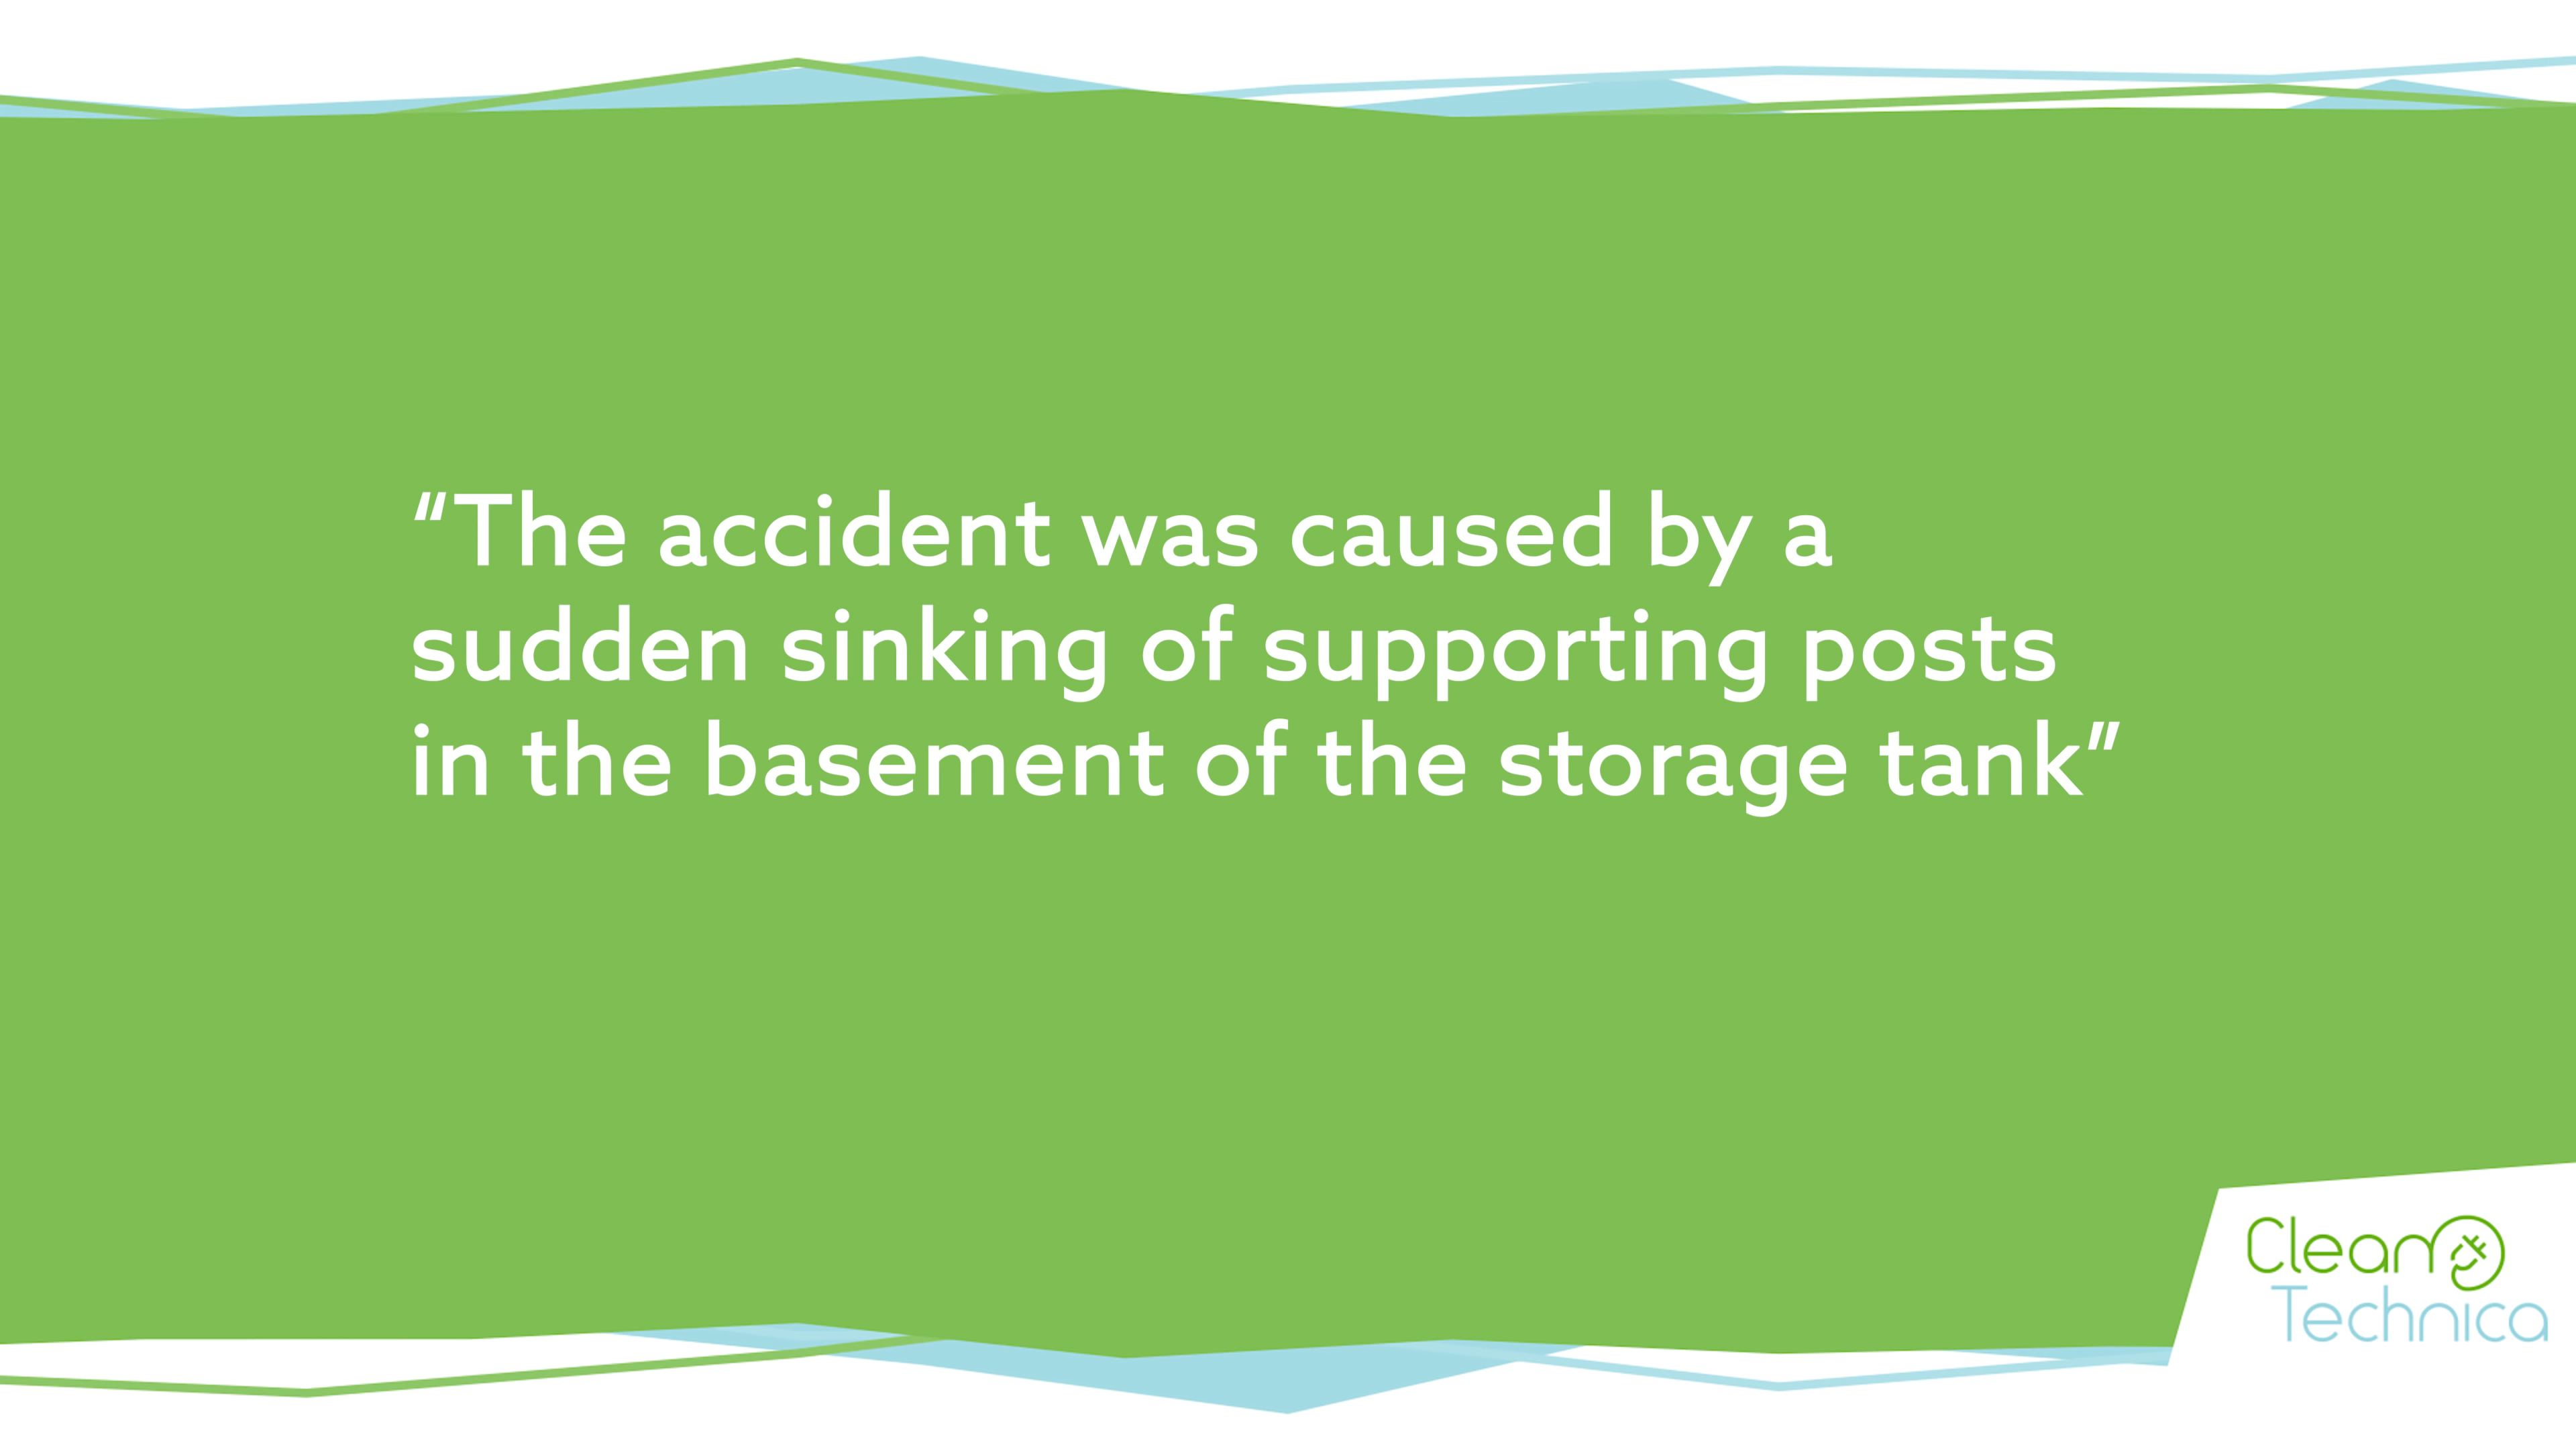 “The accident was caused by a
sudden sinking of supporting posts
in the basement of the storage tank”
Clean
Technica